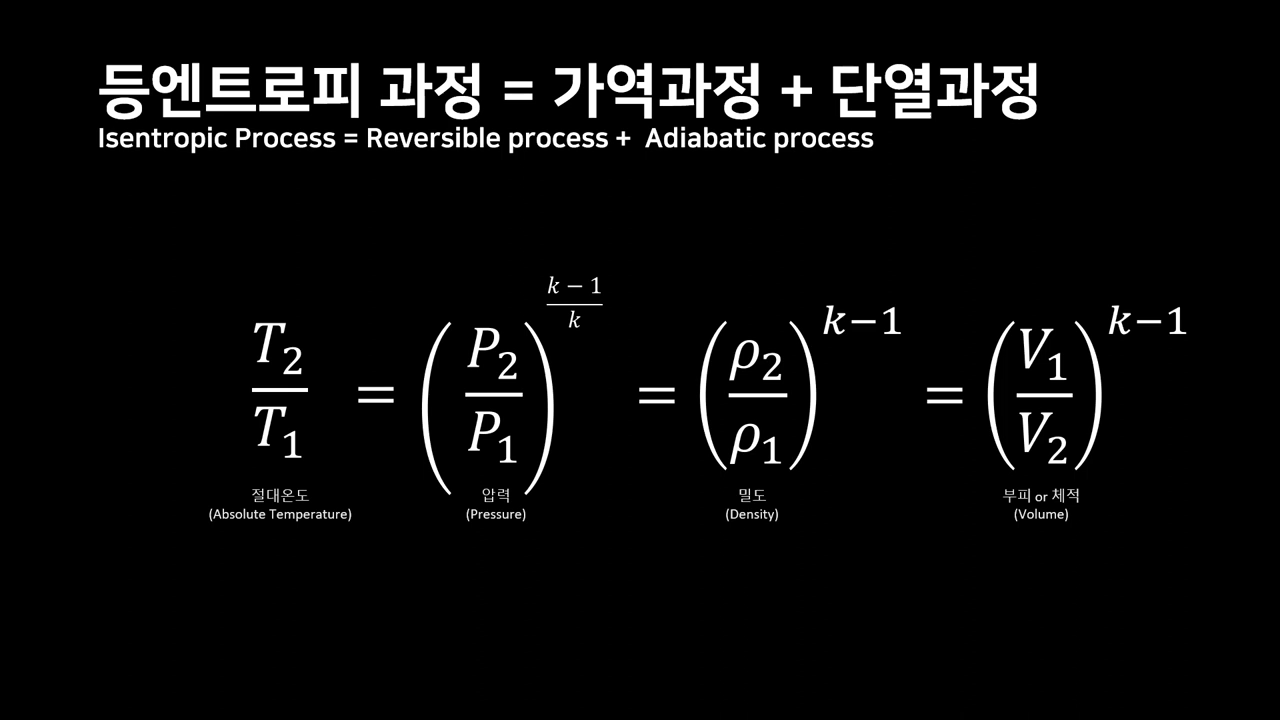 등엔트로피 과정 = 가역과정 + 단열과정
Isentropic Process = Reversible process + Adiabatic process
T₂/T₁ = (P₂/P₁)^((k−1)/k) = (ρ₂/ρ₁)^(k−1) = (V₁/V₂)^(k−1)
절대온도 압력 밀도 부피 or 체적
(Absolute Temperature) (Pressure) (Density) (Volume)